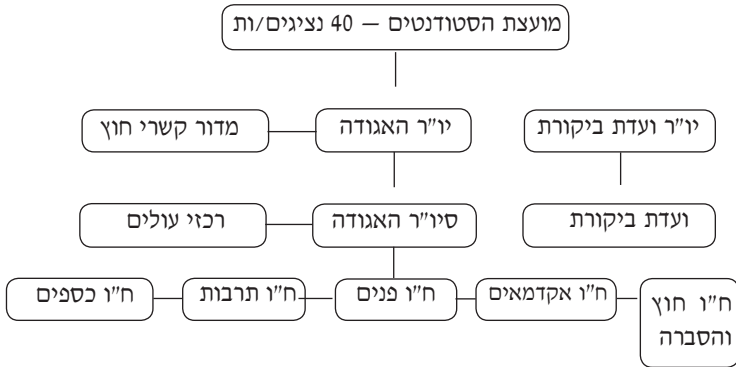 מועצת הסטודנטים – 40 נציגים/ות
יו"ר ועדת ביקורת
יו"ר האגודה
מדור קשרי חוץ
ועדת ביקורת
סיו"ר האגודה
רכזי עולים
ח"ו חוץ
והסברה
ח"ו אקדמאים
ח"ו פנים
ח"ו תרבות
ח"ו כספים